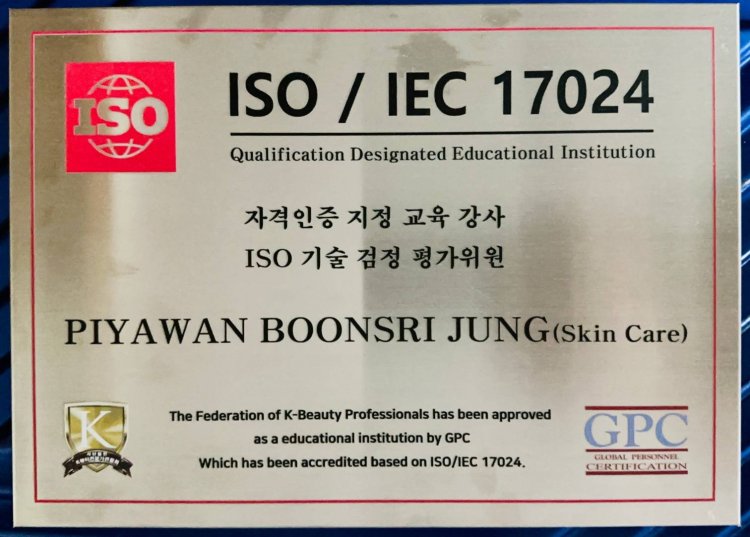 ISO
ISO / IEC 17024
Qualification Designated Educational Institution
자격인증 지정 교육 강사
ISO 기술 검정 평가위원
PIYAWAN BOONSRI JUNG(Skin Care)
K
The Federation of K-Beauty Professionals has been approved
as a educational institution by GPC
Which has been accredited based on ISO/IEC 17024.
GPC
GLOBAL PERSONNEL
CERTIFICATION